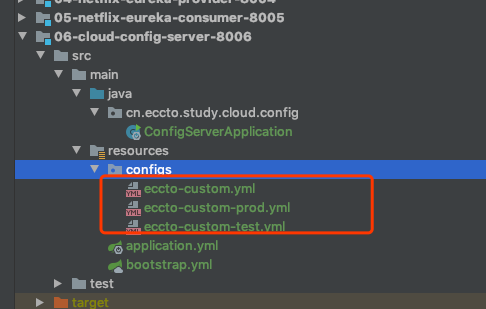 04-netflix-eureka-provider-8004
05-netflix-eureka-consumer-8005
06-cloud-config-server-8006
src
main
java
cn.eccto.study.cloud.config
ConfigServerApplication
resources
configs
YML eccto-custom.yml
YML eccto-custom-prod.yml
YML eccto-custom-test.yml
application.yml
bootstrap.yml
test
target